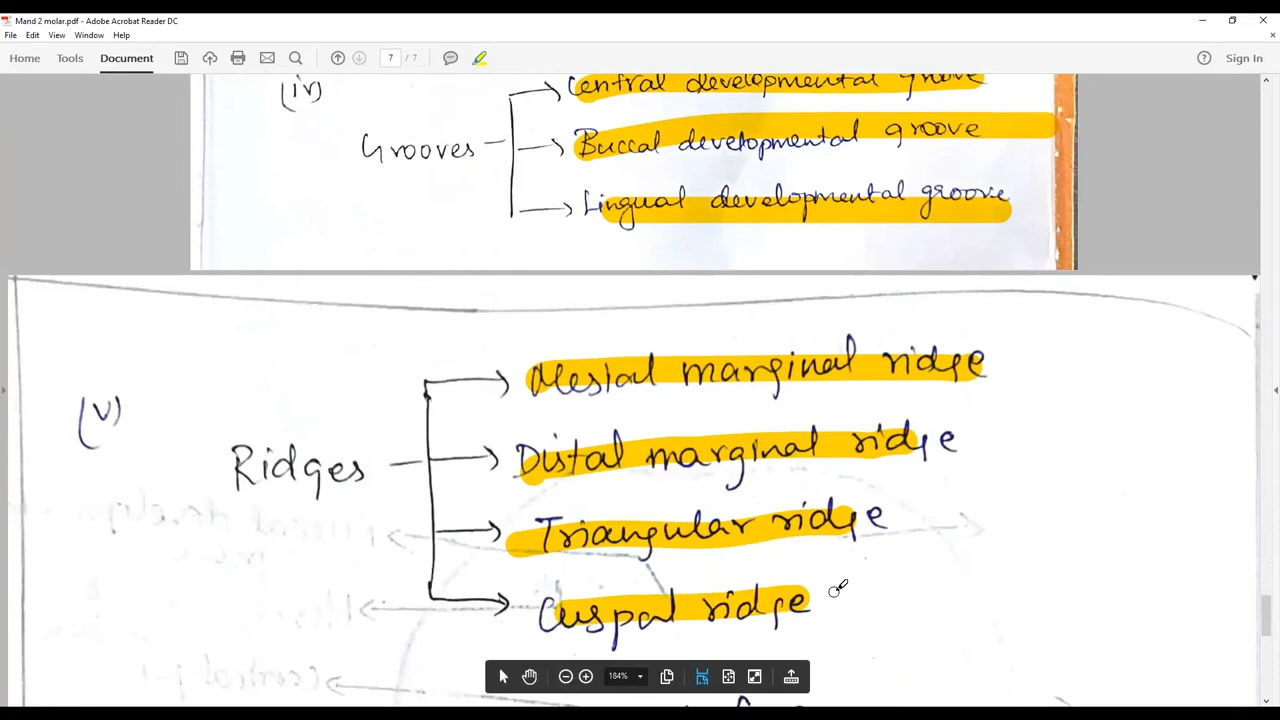 Mand 2 molar.pdf - Adobe Acrobat Reader DC
File Edit View Window Help
Home Tools Document 7 / 7 Sign In
(iv)
Central developmental groove
Grooves
Buccal developmental groove
Lingual developmental groove
(v)
Mesial marginal ridge
Distal marginal ridge
Ridges
Triangular ridge
Cuspal ridge
184%